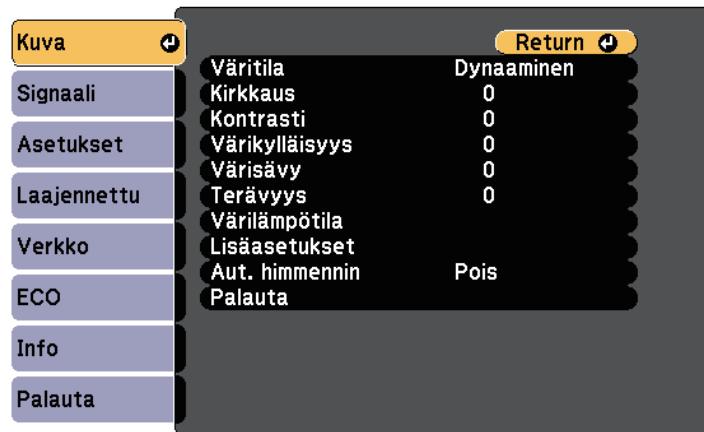 Kuva
Signaali
Asetukset
Laajennettu
Verkko
ECO
Info
Palauta
Return
Väritila Dynaaminen
Kirkkaus 0
Kontrasti 0
Värikylläisyys 0
Värisävy 0
Terävyys 0
Värilämpötila
Lisäasetukset
Aut. himmennin Pois
Palauta